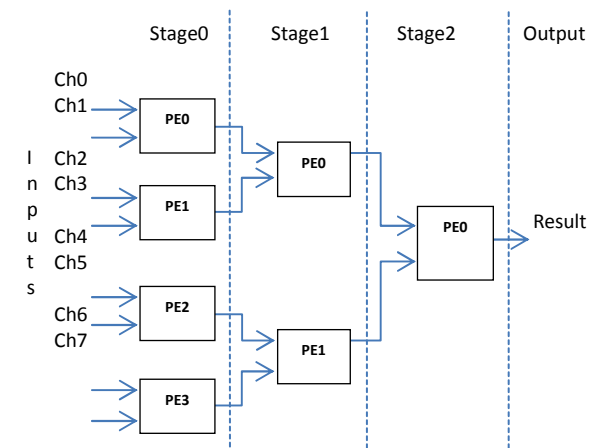 Stage0 Stage1 Stage2 Output
Ch0
Ch1
PE0
Ch2
Ch3
PE1
Ch4
Ch5
PE2
Ch6
Ch7
PE3
Inputs
PE0
PE1
PE0
Result